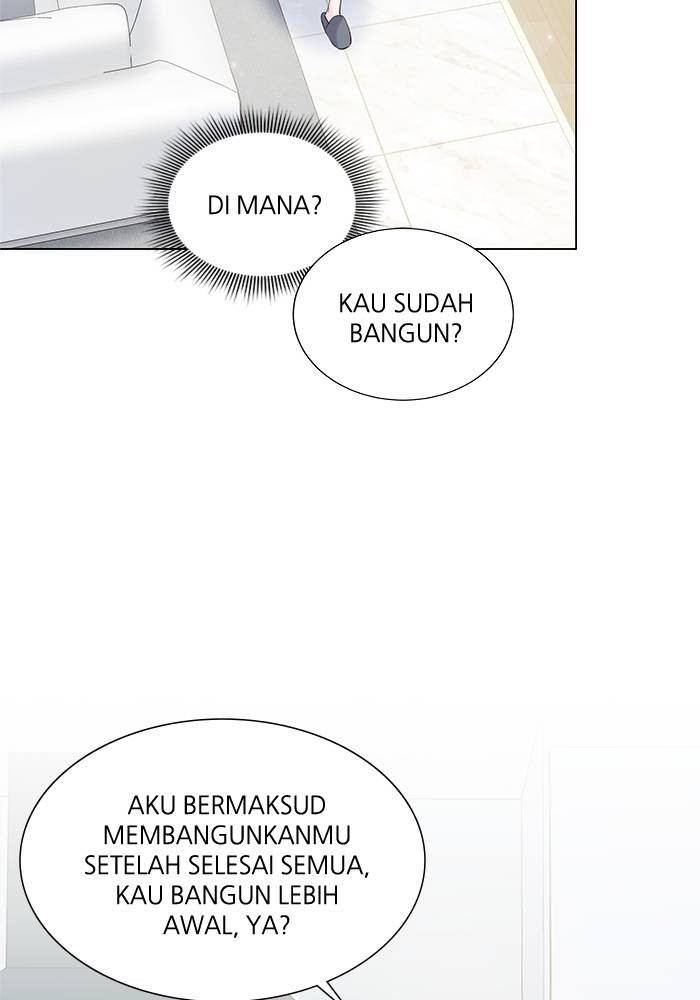 DI MANA?
KAU SUDAH
BANGUN?
AKU BERMAKSUD
MEMBANGUNKANMU
SETELAH SELESAI SEMUA,
KAU BANGUN LEBIH
AWAL, YA?